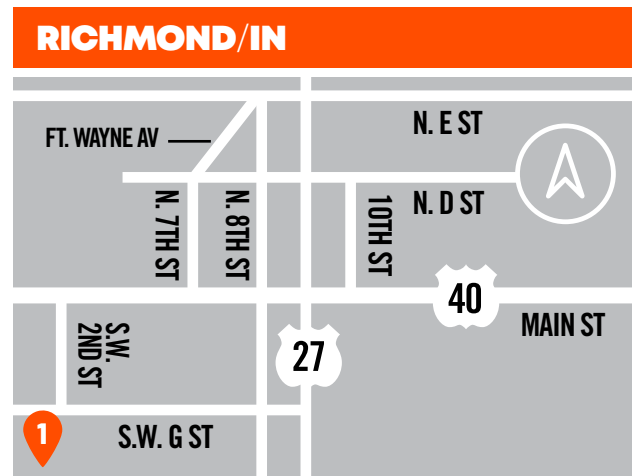 RICHMOND/IN
N. E ST
FT. WAYNE AV
N. D ST
N. 7TH ST
N. 8TH ST
10TH ST
40
MAIN ST
S.W.
2ND ST
27
1
S.W. G ST